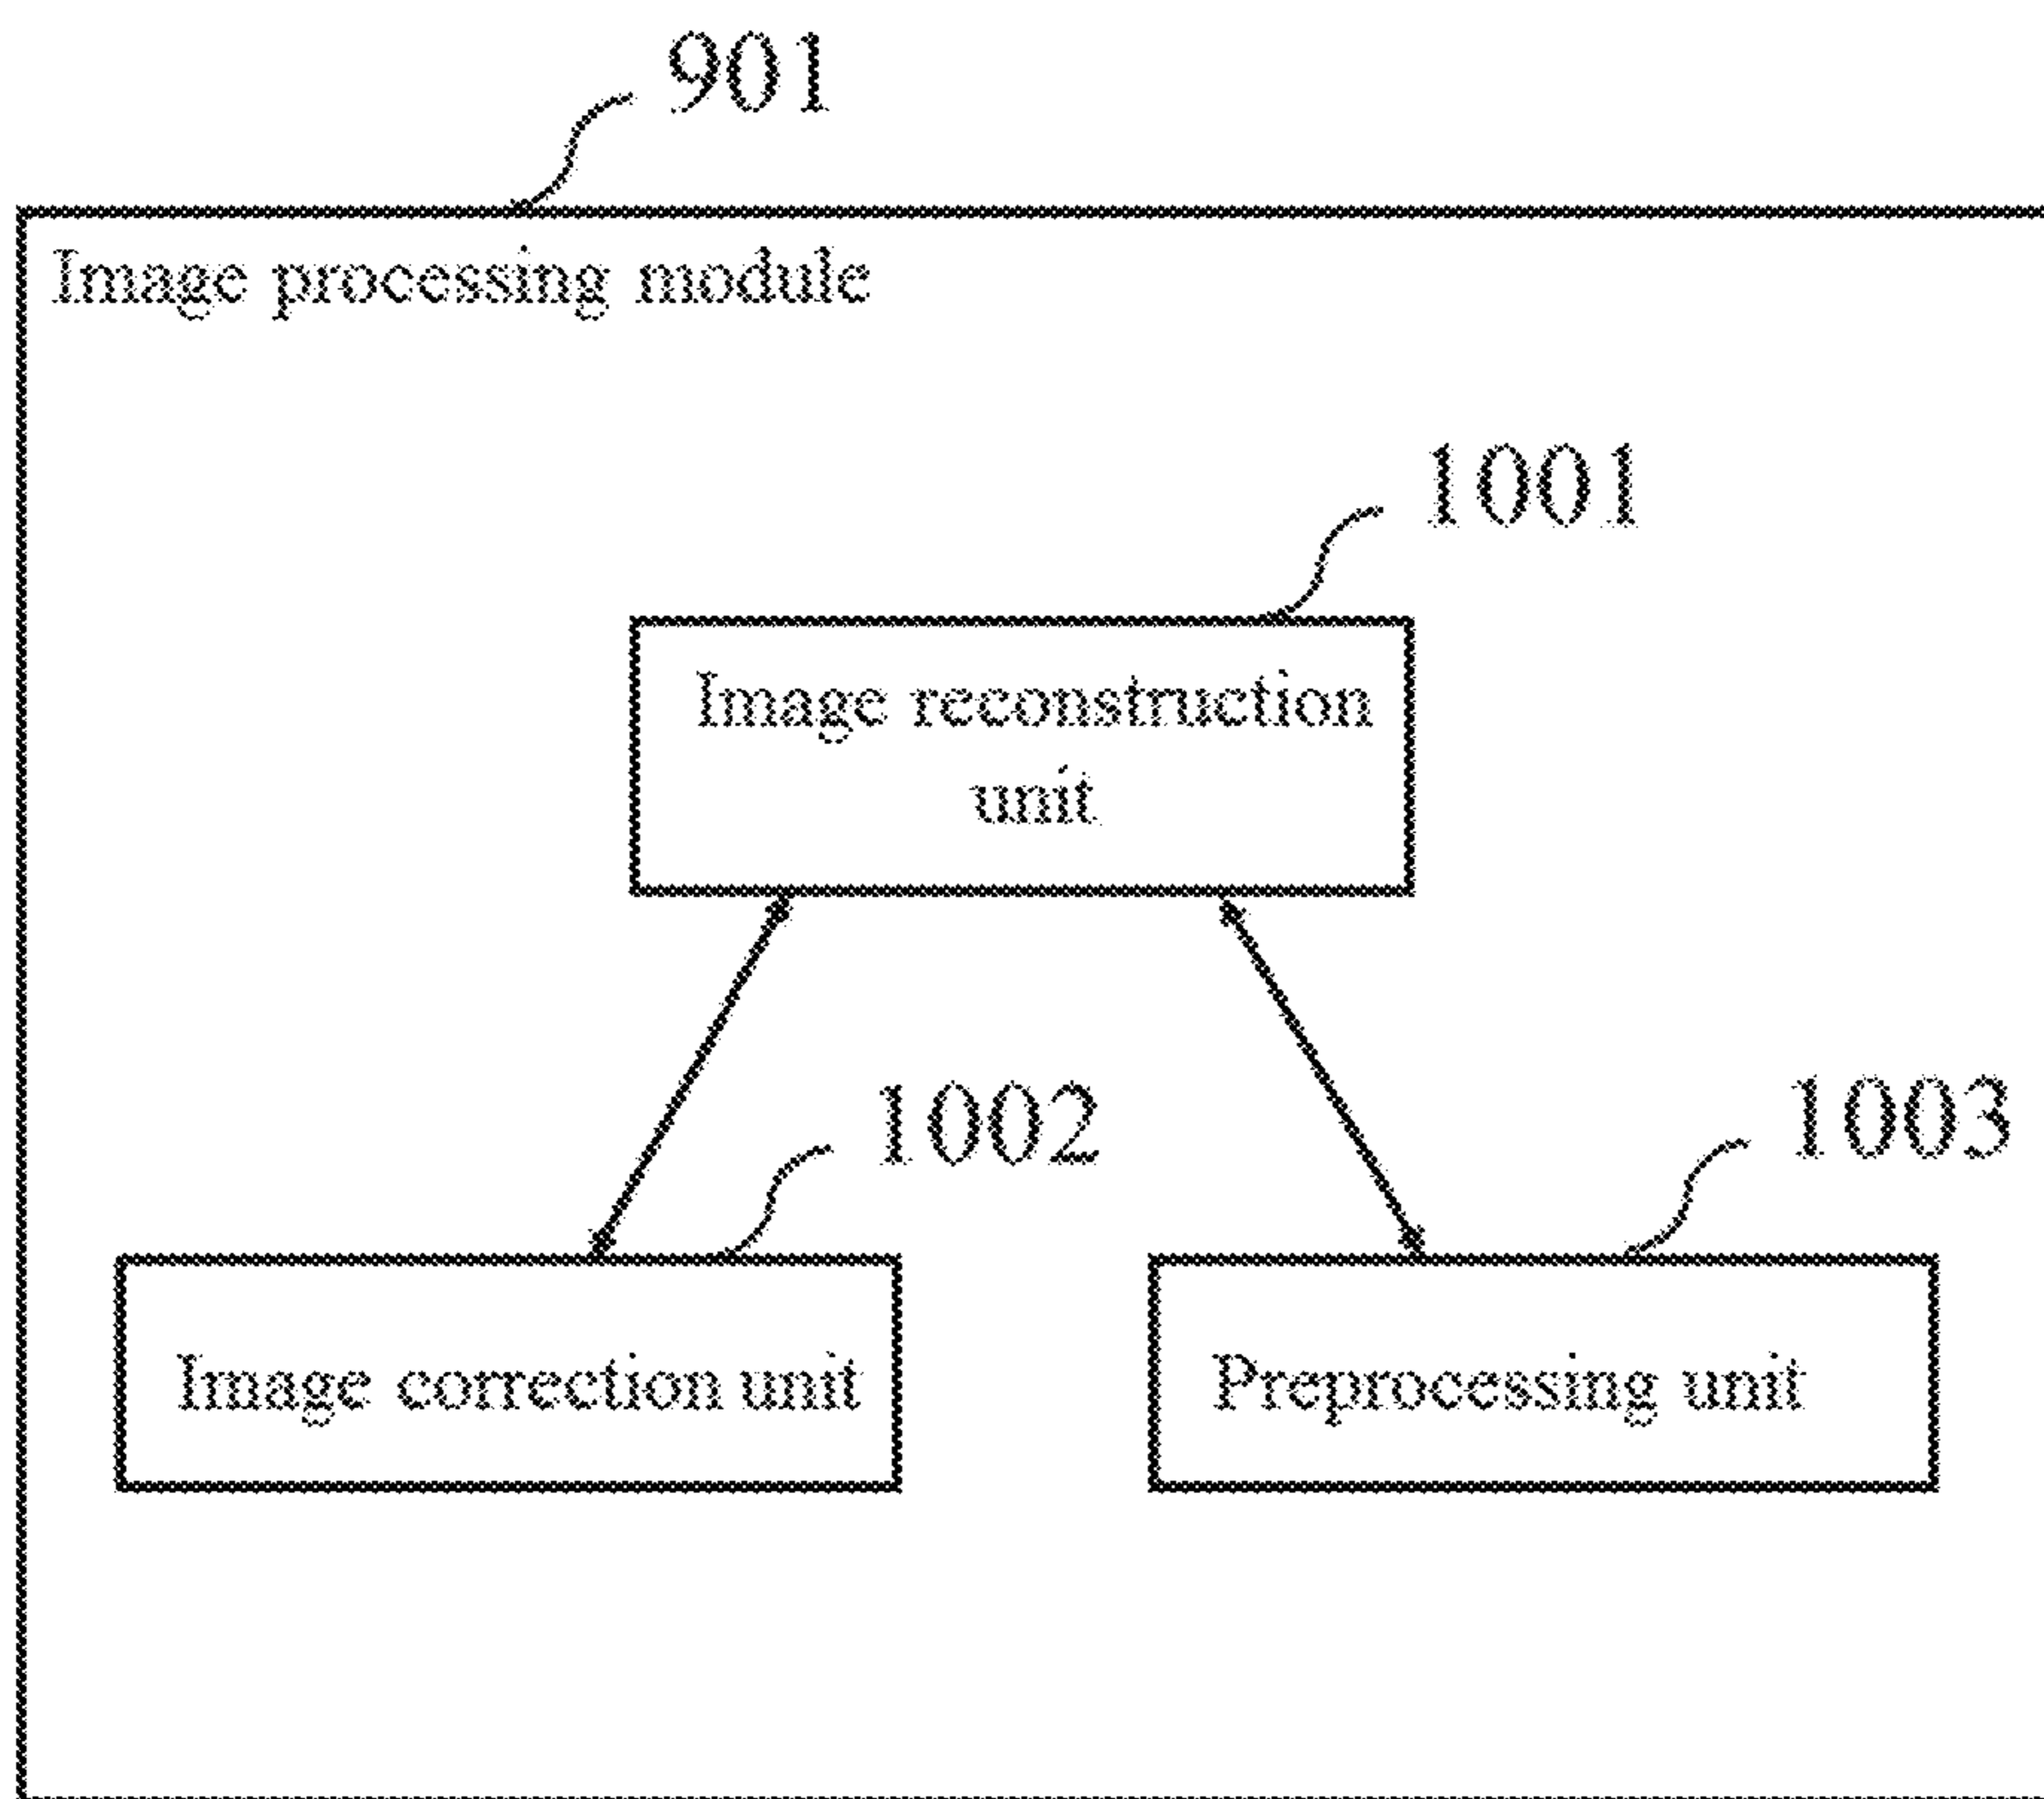 901
Image processing module
1001
Image reconstruction
unit
1002
1003
Image correction unit
Preprocessing unit